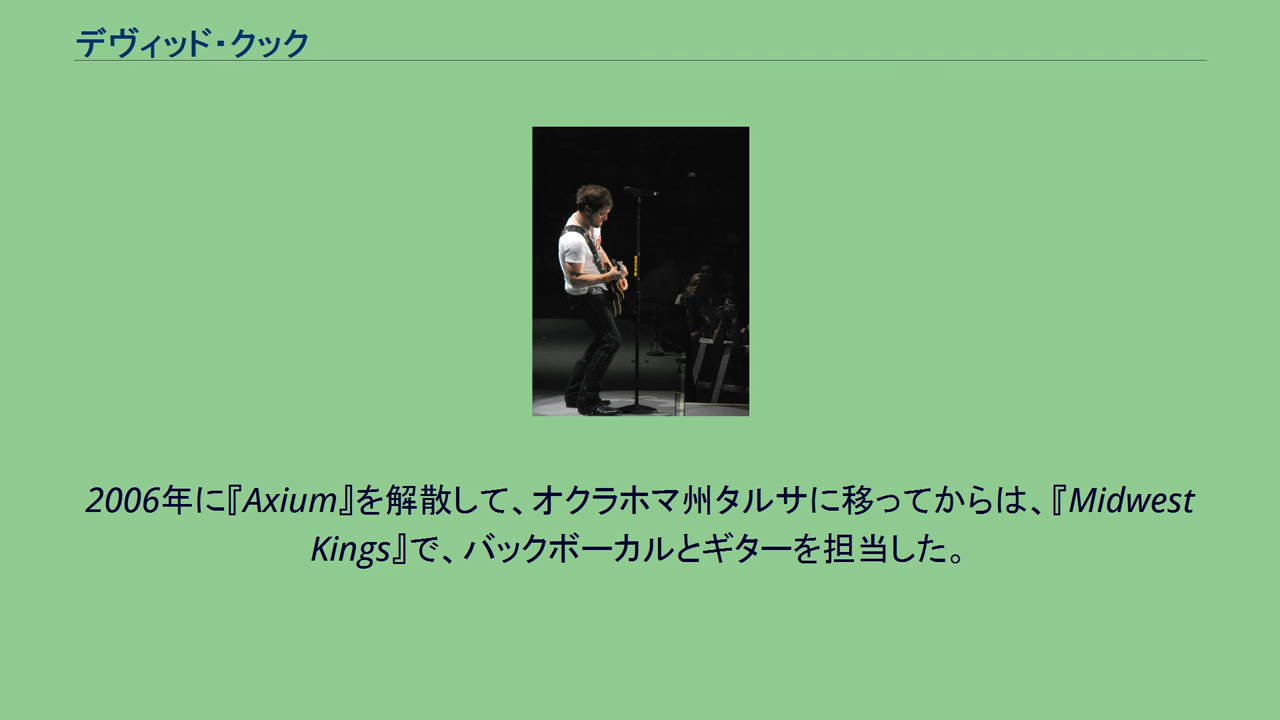 デヴィッド・クック
2006年に『Axium』を解散して、オクラホマ州タルサに移ってからは、『Midwest
Kings』で、バックボーカルとギターを担当した。